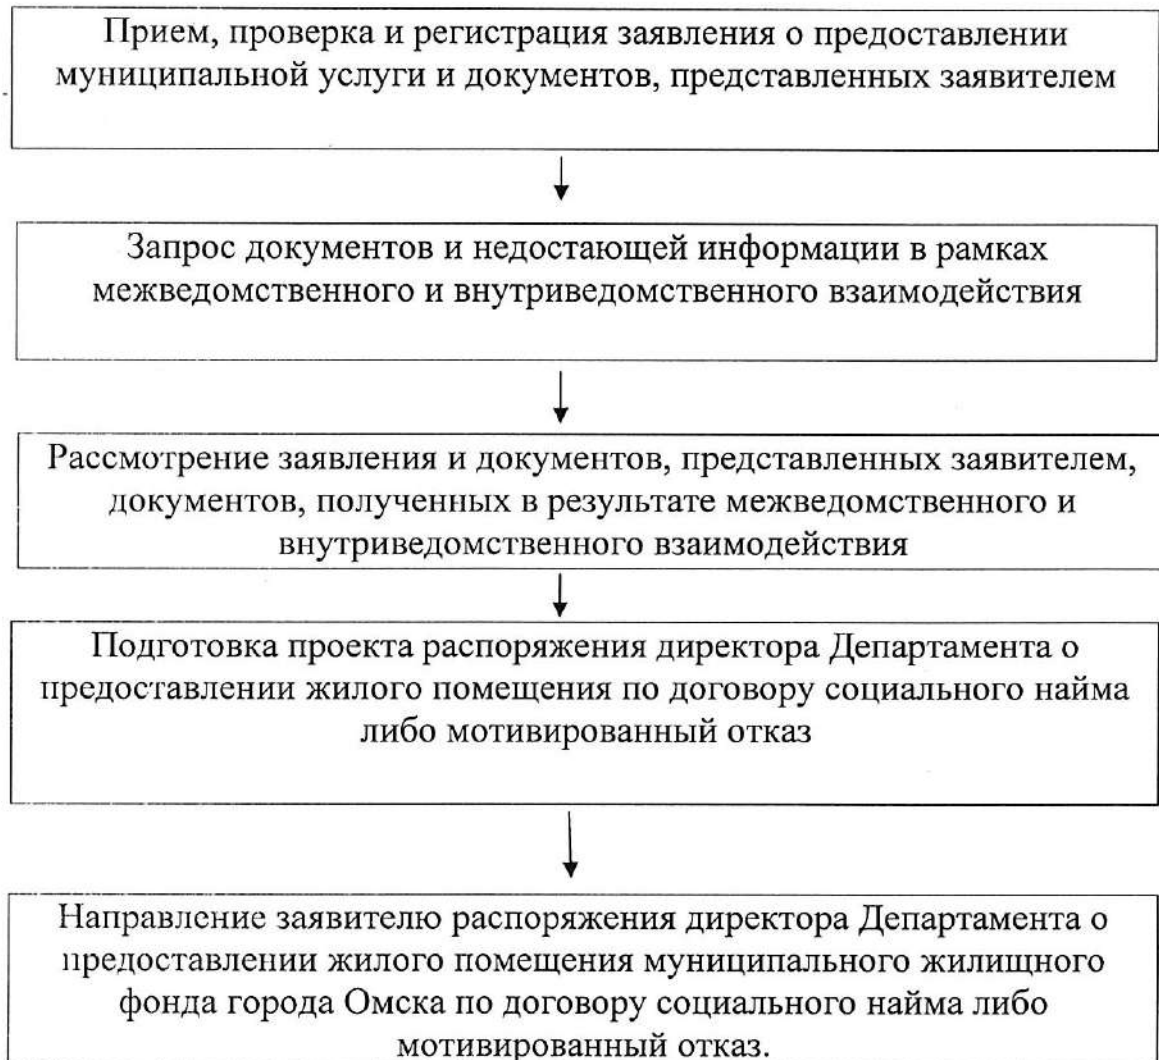 Прием, проверка и регистрация заявления о предоставлении
муниципальной услуги и документов, представленных заявителем
Запрос документов и недостающей информации в рамках
межведомственного и внутриведомственного взаимодействия
Рассмотрение заявления и документов, представленных заявителем,
документов, полученных в результате межведомственного и
внутриведомственного взаимодействия
Подготовка проекта распоряжения директора Департамента о
предоставлении жилого помещения по договору социального найма
либо мотивированный отказ
Направление заявителю распоряжения директора Департамента о
предоставлении жилого помещения муниципального жилищного
фонда города Омска по договору социального найма либо
мотивированный отказ.